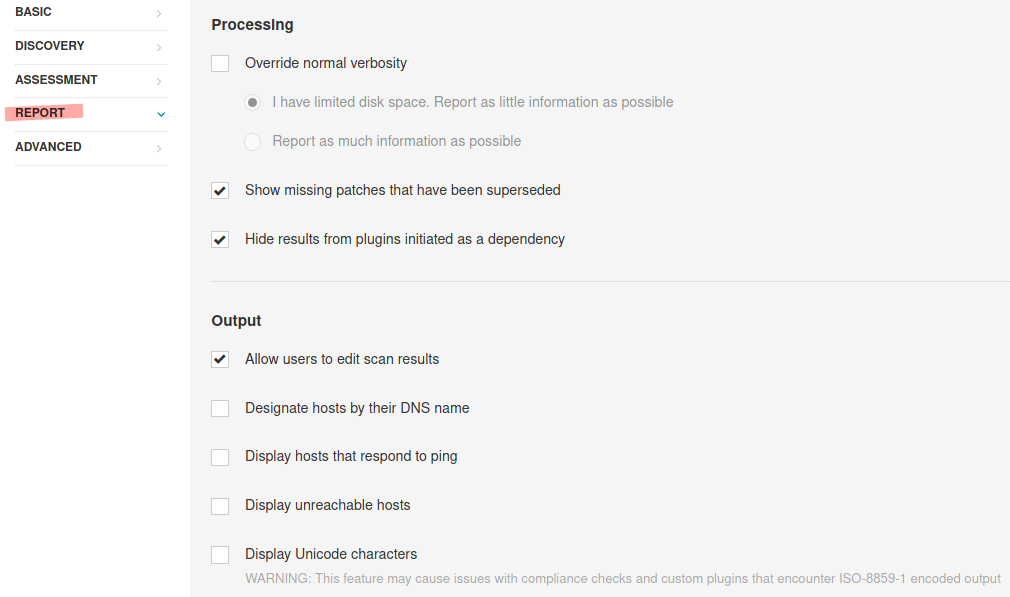 BASIC
DISCOVERY
ASSESSMENT
REPORT
ADVANCED
Processing
Override normal verbosity
I have limited disk space. Report as little information as possible
Report as much information as possible
Show missing patches that have been superseded
Hide results from plugins initiated as a dependency
Output
Allow users to edit scan results
Designate hosts by their DNS name
Display hosts that respond to ping
Display unreachable hosts
Display Unicode characters
WARNING: This feature may cause issues with compliance checks and custom plugins that encounter ISO-8859-1 encoded output